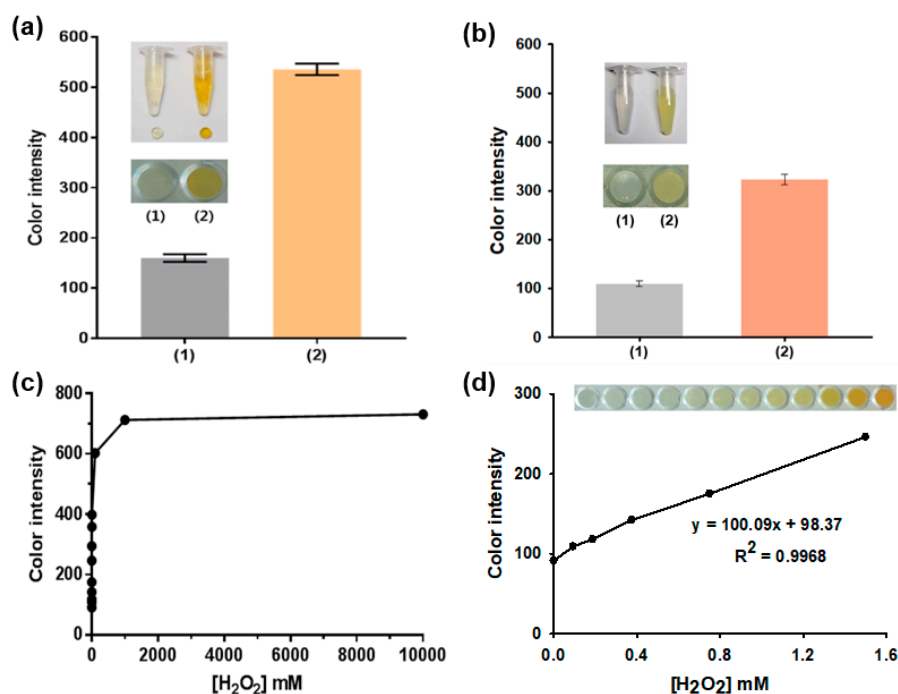 (a)
600
500
400
300
200
100
0
Color intensity
(1) (2)
(1) (2)
(b)
600
500
400
300
200
100
0
Color intensity
(1) (2)
(1) (2)
(c)
800
600
400
200
0
Color intensity
0 2000 4000 6000 8000 10000
[H₂O₂] mM
(d)
300
200
100
0
Color intensity
y = 100.09x + 98.37
R² = 0.9968
0.0 0.4 0.8 1.2 1.6
[H₂O₂] mM